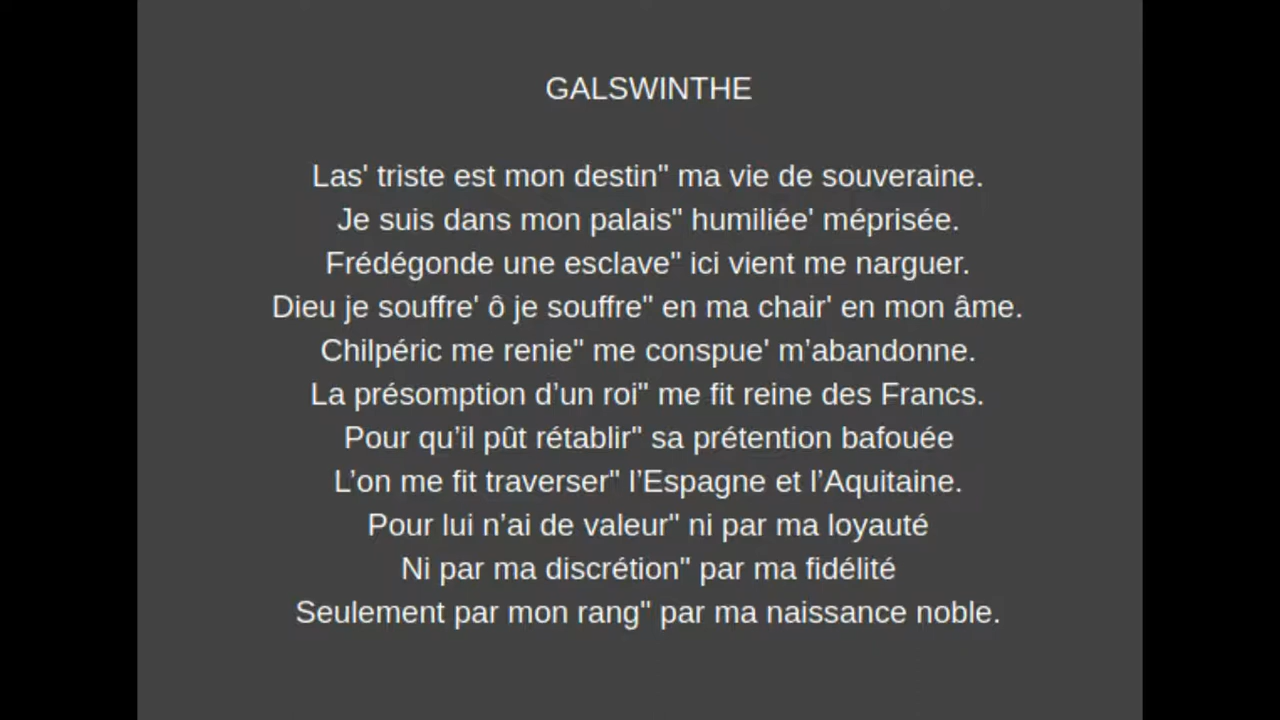 GALSWINTHE
Las' triste est mon destin" ma vie de souveraine.
Je suis dans mon palais" humiliée' méprisée.
Frédégonde une esclave" ici vient me narguer.
Dieu je souffre' ô je souffre" en ma chair' en mon âme.
Chilpéric me renie" me conspue' m’abandonne.
La présomption d’un roi" me fit reine des Francs.
Pour qu’il pût rétablir" sa prétention bafouée
L’on me fit traverser" l’Espagne et l’Aquitaine.
Pour lui n’ai de valeur" ni par ma loyauté
Ni par ma discrétion" par ma fidélité
Seulement par mon rang" par ma naissance noble.